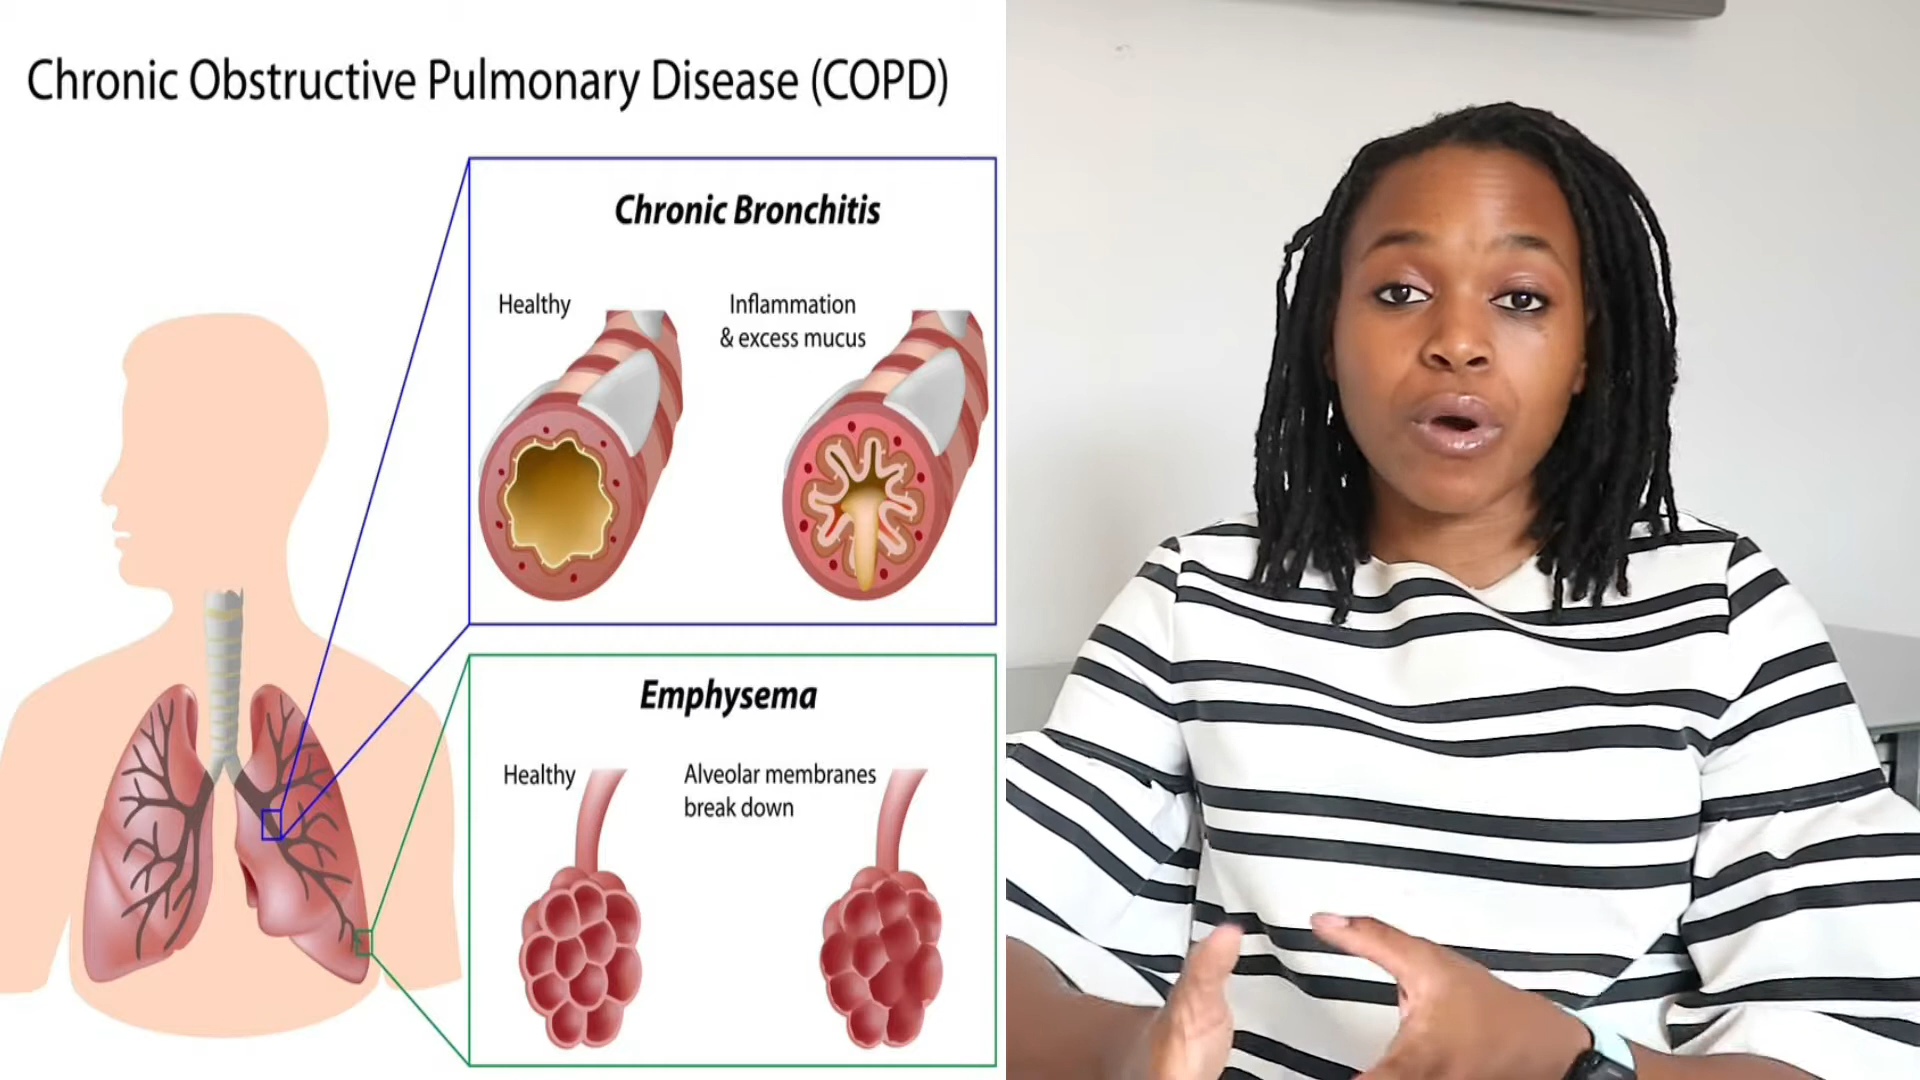 Chronic Obstructive Pulmonary Disease (COPD)
Chronic Bronchitis
Healthy
Inflammation
& excess mucus
Emphysema
Healthy
Alveolar membranes
break down